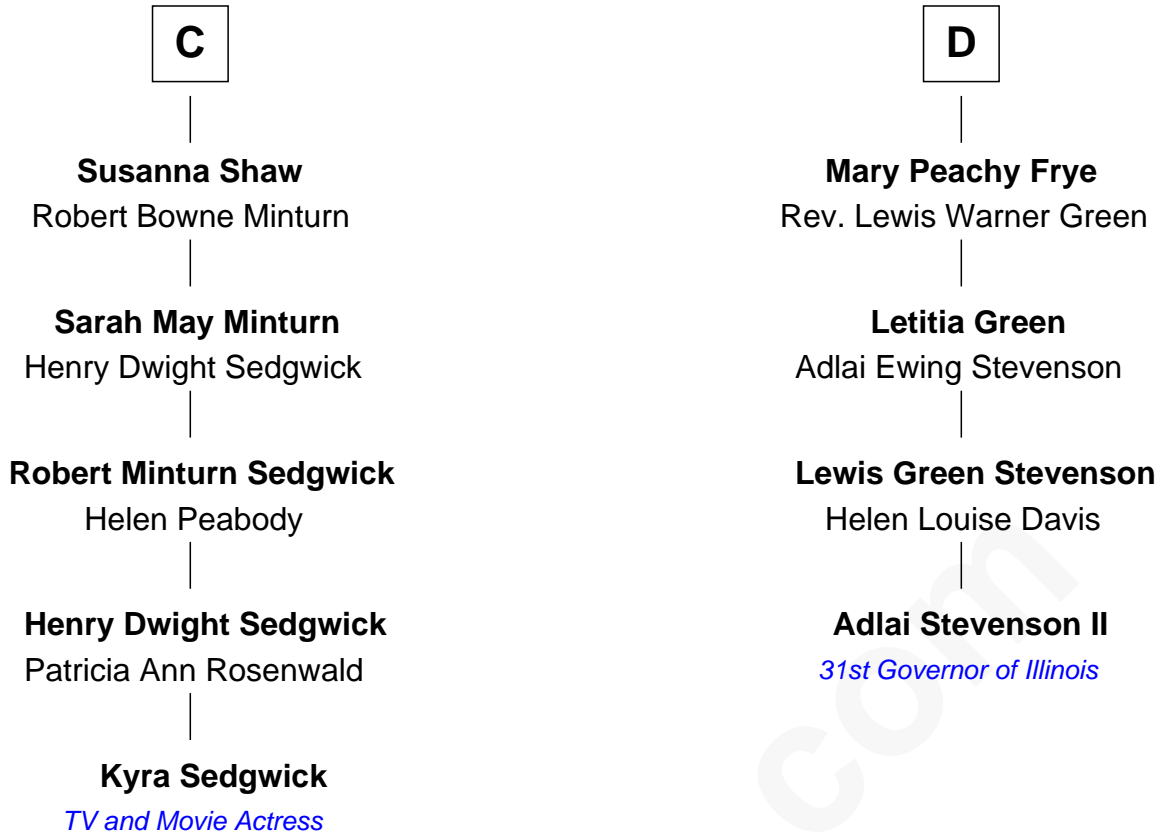 C
Susanna Shaw
Robert Bowne Minturn
Sarah May Minturn
Henry Dwight Sedgwick
Robert Minturn Sedgwick
Helen Peabody
Henry Dwight Sedgwick
Patricia Ann Rosenwald
Kyra Sedgwick
TV and Movie Actress
D
Mary Peachy Frye
Rev. Lewis Warner Green
Letitia Green
Adlai Ewing Stevenson
Lewis Green Stevenson
Helen Louise Davis
Adlai Stevenson II
31st Governor of Illinois
com